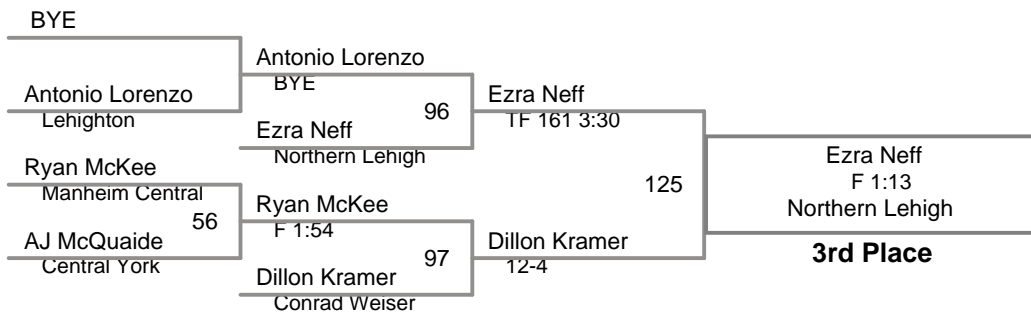 BYE
Antonio Lorenzo
Lehighton
Ryan McKee
Manheim Central
56
AJ McQuaide
Central York
Antonio Lorenzo
BYE
96
Ezra Neff
Northern Lehigh
Ryan McKee
F 1:54
97
Dillon Kramer
Conrad Weiser
Ezra Neff
TF 161 3:30
125
Dillon Kramer
12-4
Ezra Neff
F 1:13
Northern Lehigh
3rd Place